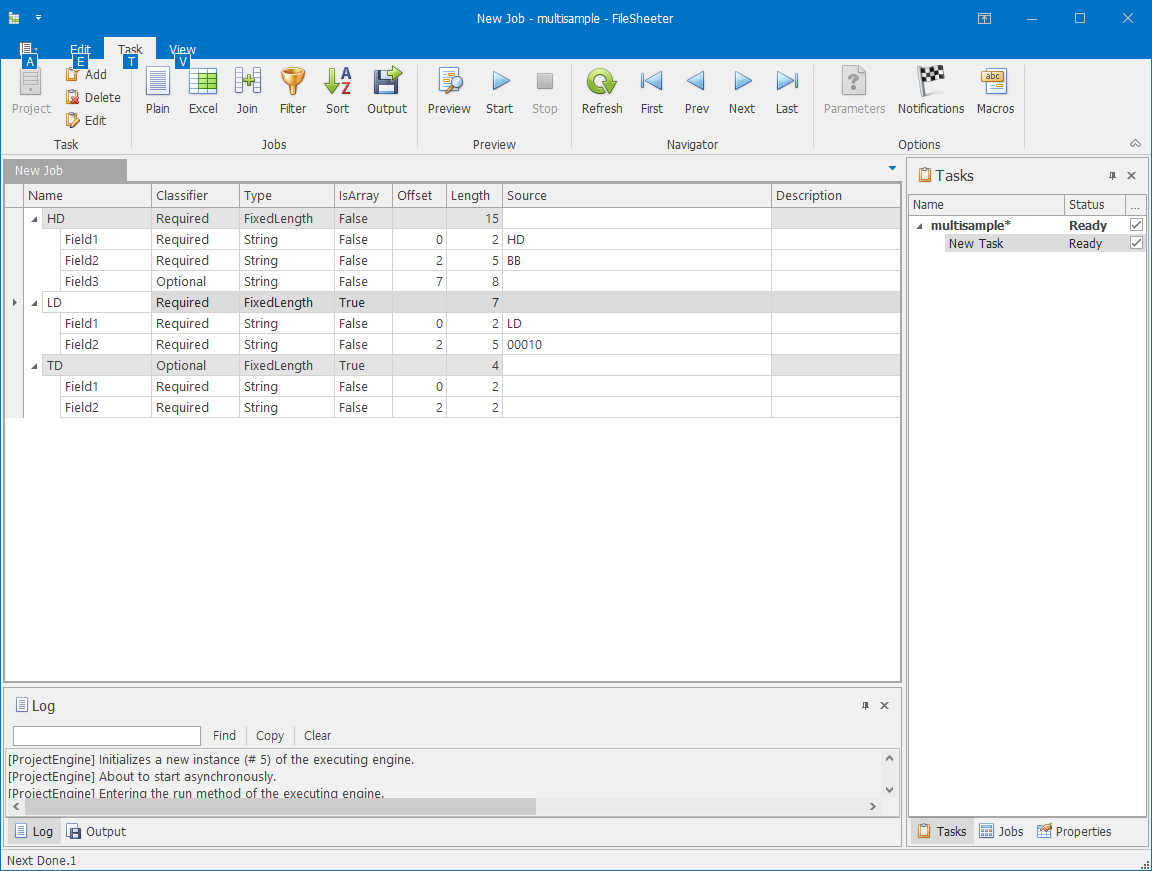 New Job - multisample - FileSheeter
Edit Task View
A E T V
Project Add Delete Edit Plain Excel Join Filter Sort Output Preview Start Stop Refresh First Prev Next Last Parameters Notifications Macros
Task Jobs Preview Navigator Options
New Job
Name Classifier Type IsArray Offset Length Source Description
HD Required FixedLength False 15
Field1 Required String False 0 2 HD
Field2 Required String False 2 5 BB
Field3 Optional String False 7 8
LD Required FixedLength True 7
Field1 Required String False 0 2 LD
Field2 Required String False 2 5 00010
TD Optional FixedLength True 4
Field1 Required String False 0 2
Field2 Required String False 2 2
Log
Find Copy Clear
[ProjectEngine] Initializes a new instance (# 5) of the executing engine.
[ProjectEngine] About to start asynchronously.
[ProjectEngine] Entering the run method of the executing engine.
Log Output
Tasks
Name Status ...
multisample* Ready
New Task Ready
Tasks Jobs Properties
Next Done.1